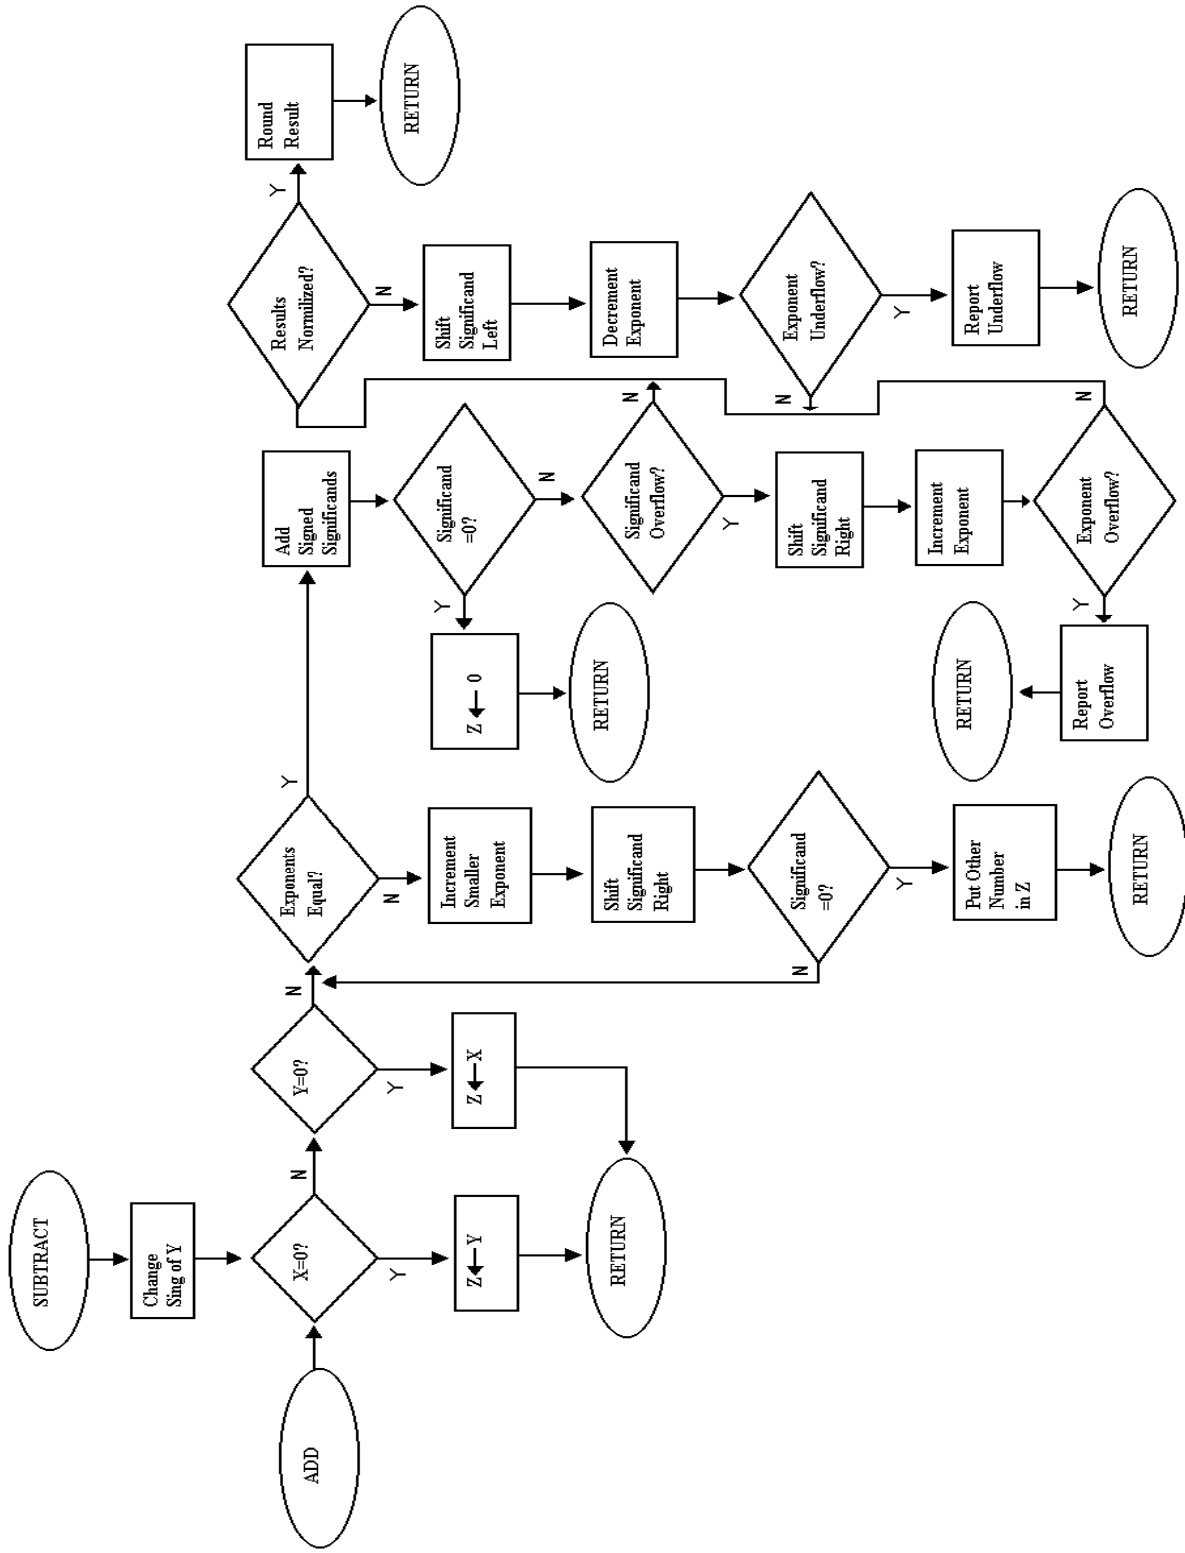 SUBTRACT
Change
Sing of Y
ADD
X=0?
N
Y
Z ← Y
RETURN
Y=0?
N
Y
Z ← X
Exponents
Equal?
Y
N
Increment
Smaller
Exponent
Shift
Significand
Right
Significand
=0?
N
Y
Put Other
Number
in Z
RETURN
Add
Signed
Significands
Significand
=0?
Y
N
Z ← 0
RETURN
Significand
Overflow?
N
Y
Shift
Significand
Right
Increment
Exponent
Exponent
Overflow?
N
Y
Report
Overflow
RETURN
Results
Normilized?
Y
N
Round
Result
RETURN
Shift
Significand
Left
Decrement
Exponent
Exponent
Underflow?
N
Y
Report
Underflow
RETURN